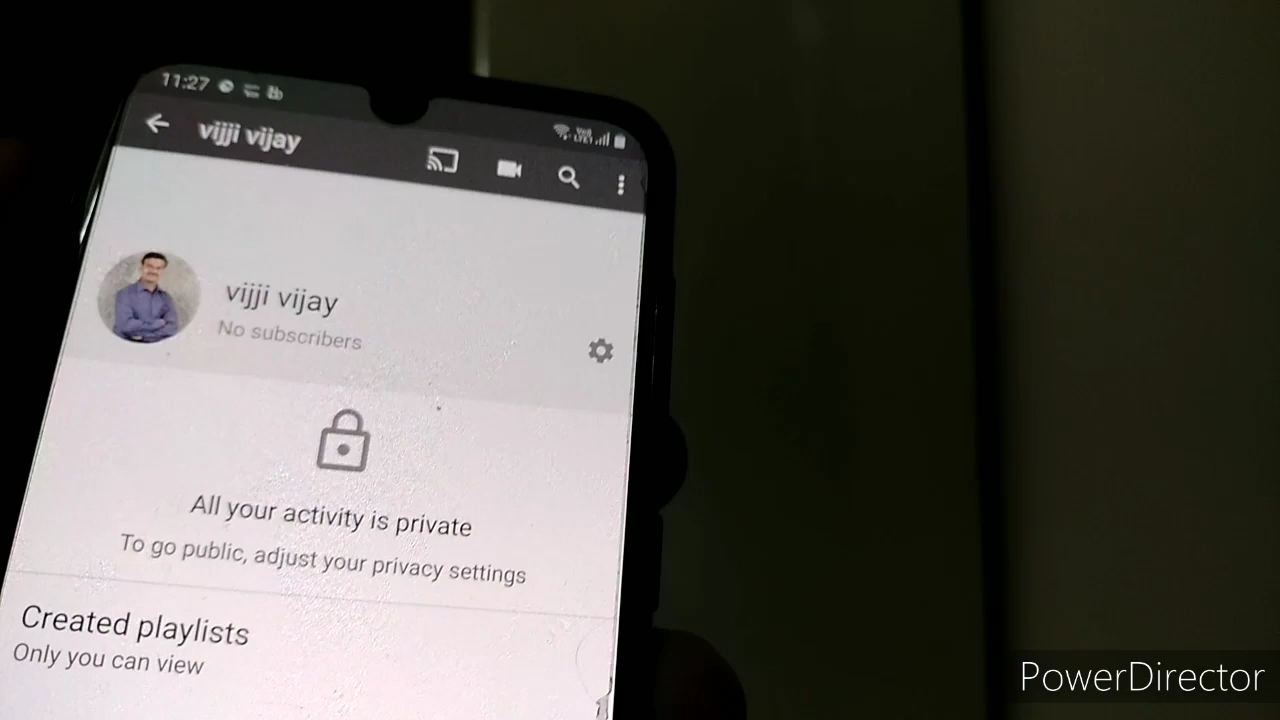 11:27
vijji vijay
vijji vijay
No subscribers
All your activity is private
To go public, adjust your privacy settings
Created playlists
Only you can view
PowerDirector